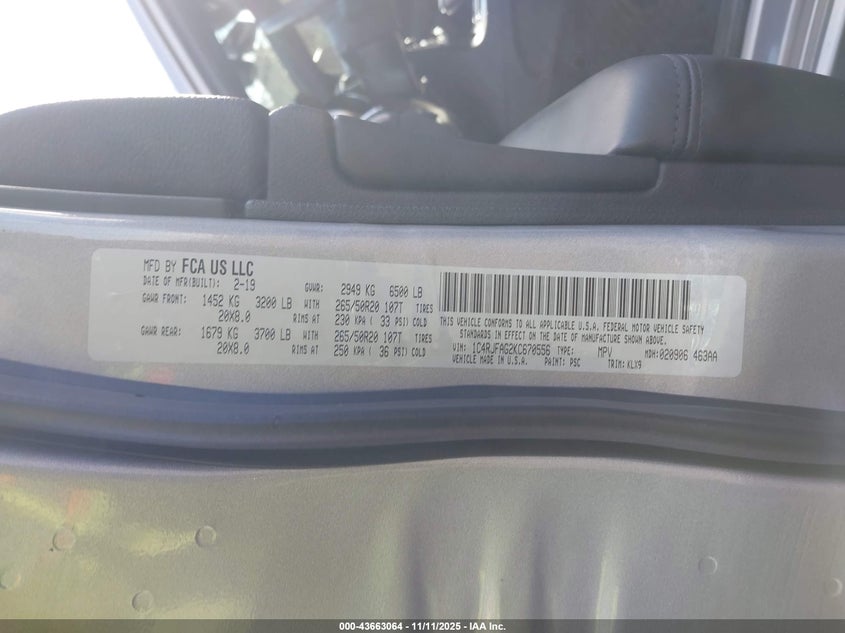 MFD BY FCA US LLC
DATE OF MFR(BUILT): 2-19 GVWR: 2949 KG 6500 LB
GAWR FRONT: 1452 KG 3200 LB WITH 265/50R20 107T TIRES
20X8.0 RIMS AT 230 KPA ( 33 PSI) COLD
GAWR REAR: 1679 KG 3700 LB WITH 265/50R20 107T TIRES
20X8.0 RIMS AT 250 KPA ( 36 PSI) COLD
THIS VEHICLE CONFORMS TO ALL APPLICABLE U.S.A. FEDERAL MOTOR VEHICLE SAFETY
STANDARDS IN EFFECT ON THE DATE OF MANUFACTURE SHOWN ABOVE.
VIN: 1C4RJFAG2KC670556 TYPE: MPV MDH:020906 463AA
VEHICLE MADE IN U.S.A. PAINT: PSC TRIM: KLX9
000-43663064 - 11/11/2025 - IAA Inc.